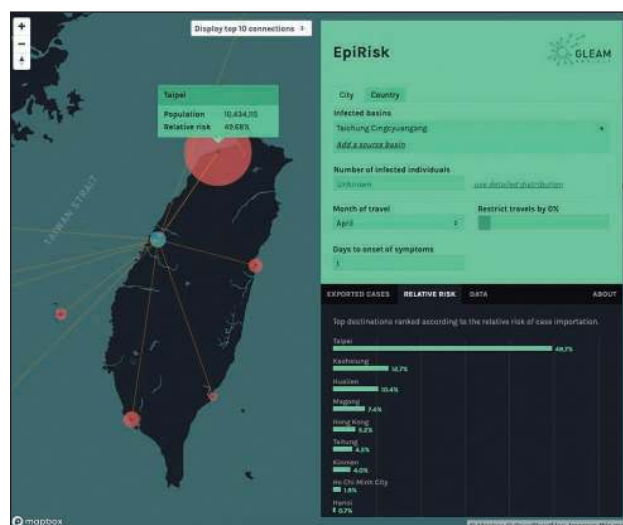 +
−
Display top 10 connections
EpiRisk
GLEAM
Taipei
Population 10,434,115
Relative risk 49.68%
City Country
Infected basins
Taichung Cingcyuangang
Add a source basin
Number of infected individuals
Unknown use detailed distribution
Month of travel Restrict travels by 0%
April
Days to onset of symptoms
1
TAIWAN STRAIT
EXPORTED CASES RELATIVE RISK DATA ABOUT
Top destinations ranked according to the relative risk of case importation.
Taipei
49.7%
Kaohsiung
12.7%
Hualien
10.4%
Magong
7.4%
Hong Kong
5.2%
Taitung
4.5%
Kinmen
4.0%
Ho Chi Minh City
1.8%
Hanoi
0.7%
mapbox